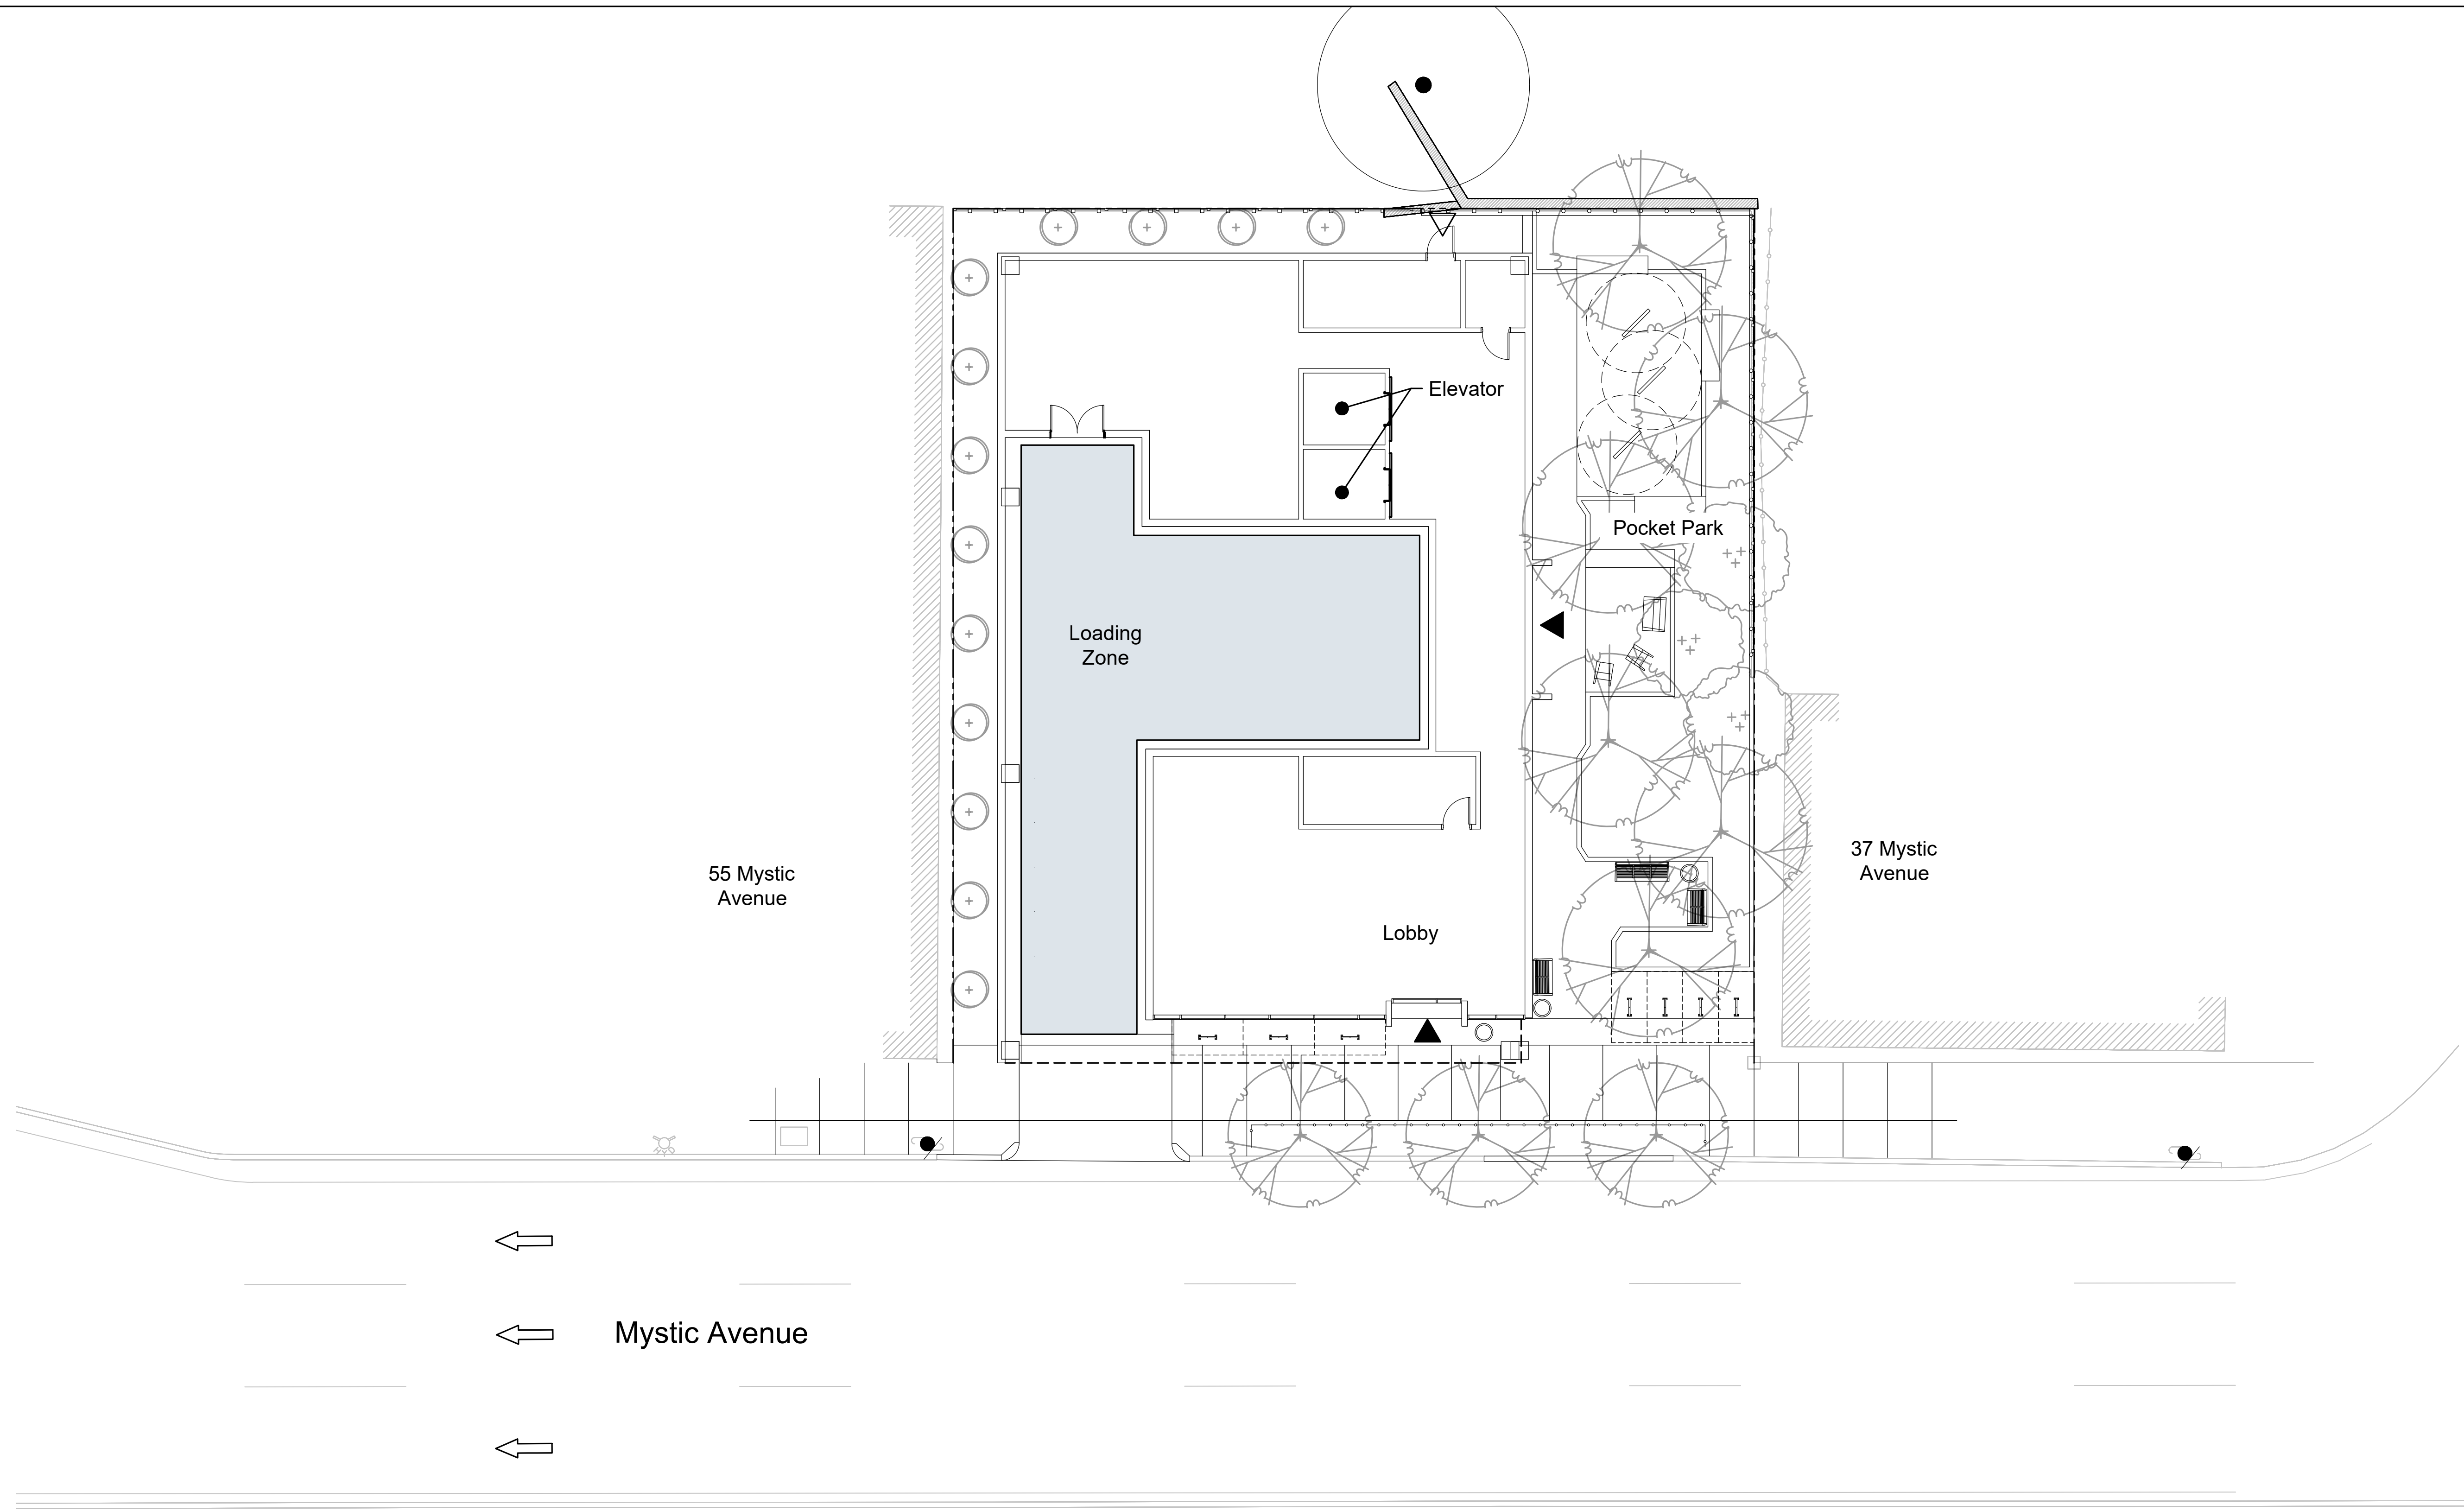 Elevator
Pocket Park
Loading
Zone
55 Mystic
Avenue
37 Mystic
Avenue
Lobby
Mystic Avenue